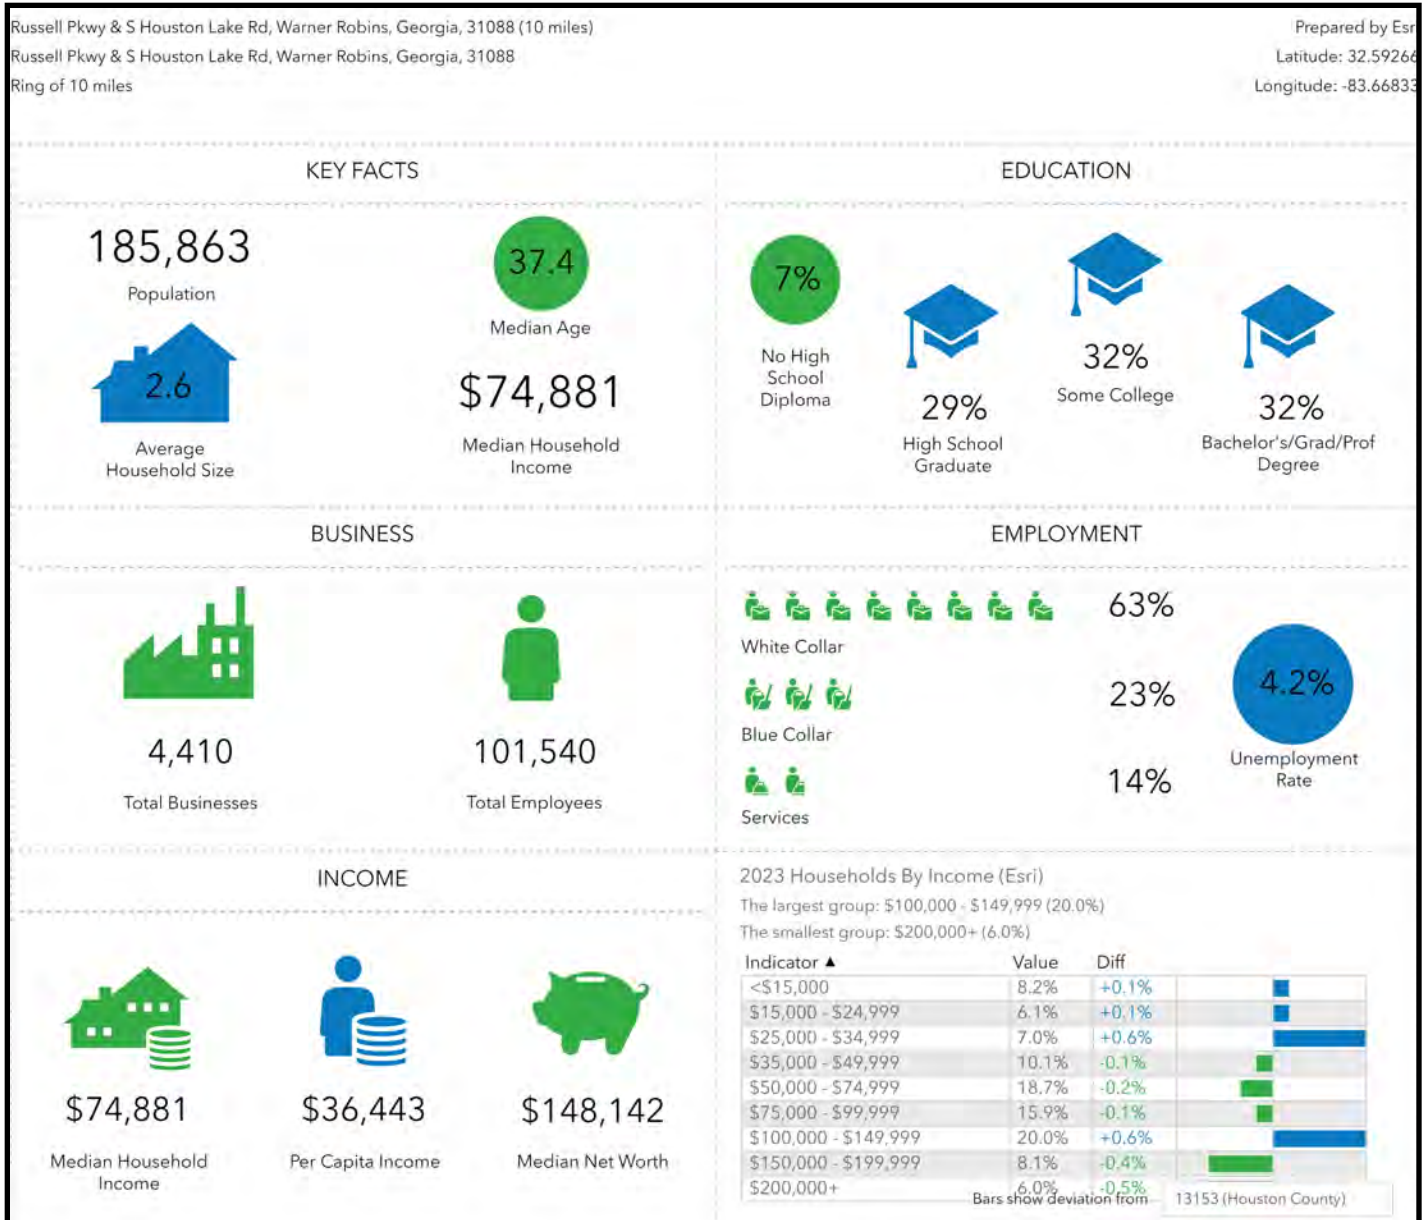 Russell Pkwy & S Houston Lake Rd, Warner Robins, Georgia, 31088 (10 miles)
Russell Pkwy & S Houston Lake Rd, Warner Robins, Georgia, 31088
Ring of 10 miles
Prepared by Esr
Latitude: 32.59266
Longitude: -83.66833
KEY FACTS
185,863
Population
37.4
Median Age
2.6
Average
Household Size
$74,881
Median Household
Income
EDUCATION
7%
No High
School
Diploma
29%
High School
Graduate
32%
Some College
32%
Bachelor's/Grad/Prof
Degree
BUSINESS
4,410
Total Businesses
101,540
Total Employees
EMPLOYMENT
63%
White Collar
23%
Blue Collar
14%
Services
4.2%
Unemployment
Rate
INCOME
$74,881
Median Household
Income
$36,443
Per Capita Income
$148,142
Median Net Worth
2023 Households By Income (Esri)
The largest group: $100,000 - $149,999 (20.0%)
The smallest group: $200,000+ (6.0%)
Indicator ▲ Value Diff
<$15,000 8.2% +0.1%
$15,000 - $24,999 6.1% +0.1%
$25,000 - $34,999 7.0% +0.6%
$35,000 - $49,999 10.1% -0.1%
$50,000 - $74,999 18.7% -0.2%
$75,000 - $99,999 15.9% -0.1%
$100,000 - $149,999 20.0% +0.6%
$150,000 - $199,999 8.1% -0.4%
$200,000+ 6.0% -0.5%
Bars show deviation from 13153 (Houston County)